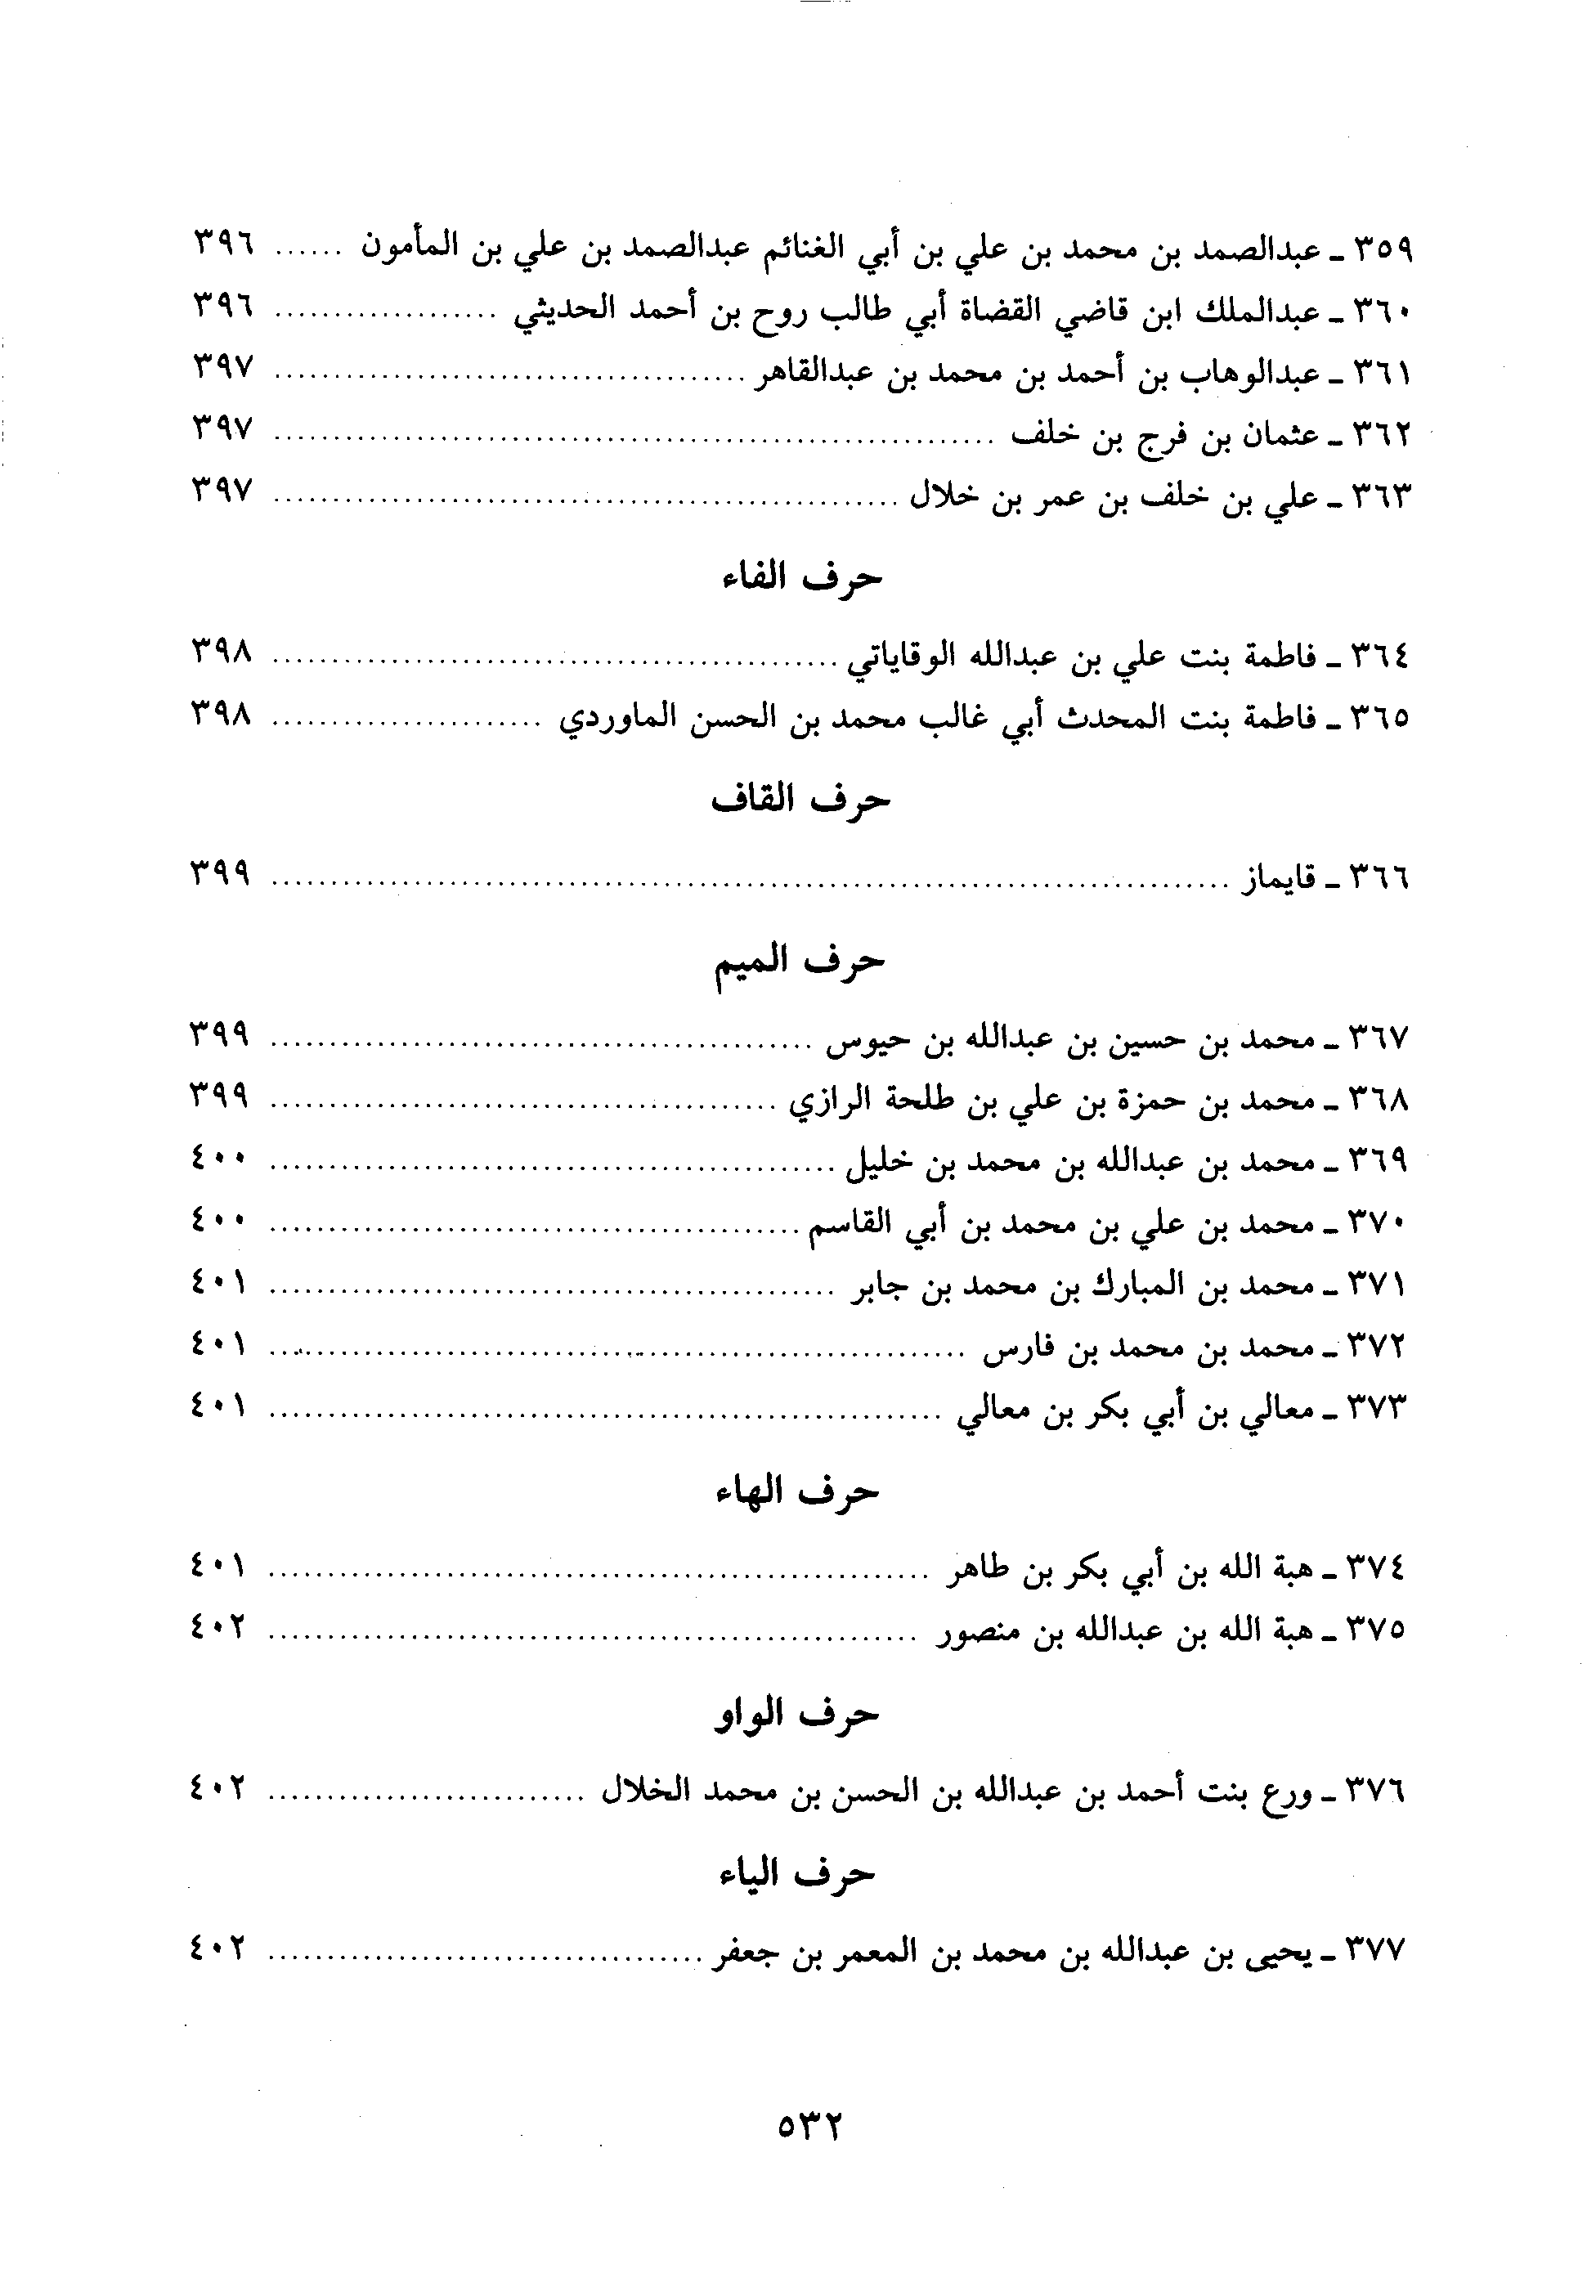 ٣٥٩ ـ عبدالصمد بن محمد بن علي بن أبي الغنائم عبدالصمد بن علي بن المأمون ...... ٣٩٦
٣٦٠ ـ عبدالملك ابن قاضي القضاة أبي طالب روح بن أحمد الحديثي ................... ٣٩٦
٣٦١ ـ عبدالوهاب بن أحمد بن محمد بن عبدالقاهر ........................................ ٣٩٧
٣٦٢ ـ عثمان بن فرج بن خلف ............................................................. ٣٩٧
٣٦٣ ـ علي بن خلف بن عمر بن خلال ..................................................... ٣٩٧
حرف الفاء
٣٦٤ ـ فاطمة بنت علي بن عبدالله الوقاياتي ................................................ ٣٩٨
٣٦٥ ـ فاطمة بنت المحدث أبي غالب محمد بن الحسن الماوردي ....................... ٣٩٨
حرف القاف
٣٦٦ ـ قايماز ................................................................................. ٣٩٩
حرف الميم
٣٦٧ ـ محمد بن حسين بن عبدالله بن حيوس .............................................. ٣٩٩
٣٦٨ ـ محمد بن حمزة بن علي بن طلحة الرازي ........................................... ٣٩٩
٣٦٩ ـ محمد بن عبدالله بن محمد بن خليل ................................................ ٤٠٠
٣٧٠ ـ محمد بن علي بن محمد بن أبي القاسم ............................................. ٤٠٠
٣٧١ ـ محمد بن المبارك بن محمد بن جابر ................................................ ٤٠١
٣٧٢ ـ محمد بن محمد بن فارس ........................................................... ٤٠١
٣٧٣ ـ معالي بن أبي بكر بن معالي ......................................................... ٤٠١
حرف الهاء
٣٧٤ ـ هبة الله بن أبي بكر بن طاهر ........................................................ ٤٠١
٣٧٥ ـ هبة الله بن عبدالله بن منصور ....................................................... ٤٠٢
حرف الواو
٣٧٦ ـ ورع بنت أحمد بن عبدالله بن الحسن بن محمد الخلال ........................... ٤٠٢
حرف الياء
٣٧٧ ـ يحيى بن عبدالله بن محمد بن المعمر بن جعفر ..................................... ٤٠٢
٥٣٢